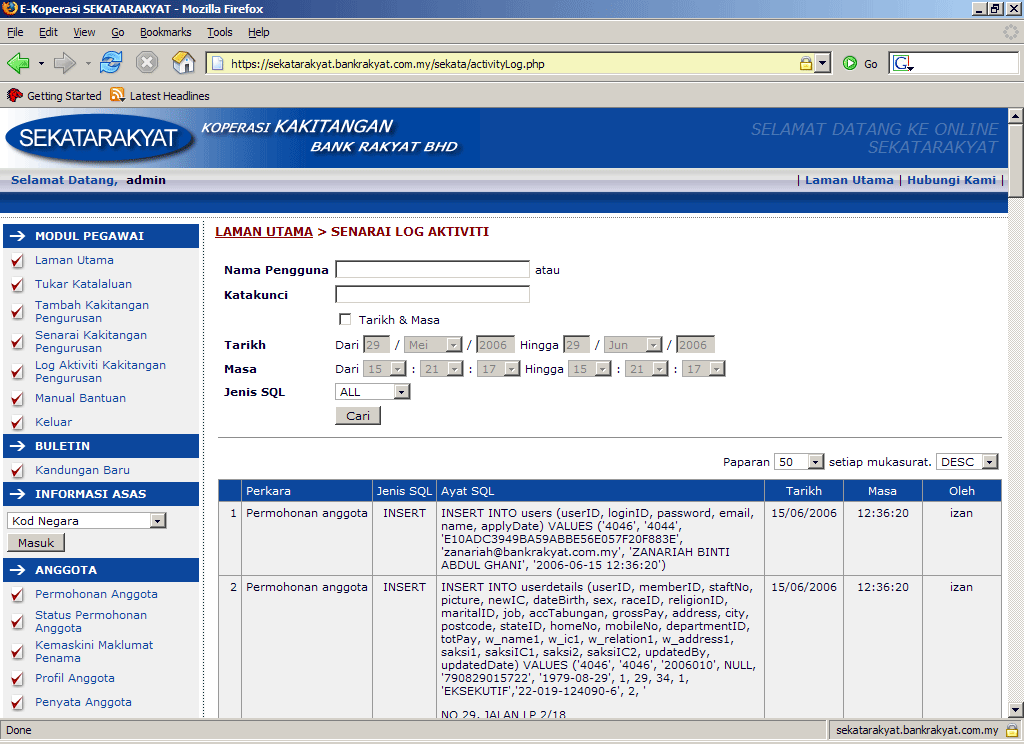 E-Koperasi SEKATARAKYAT - Mozilla Firefox
File Edit View Go Bookmarks Tools Help
https://sekatarakyat.bankrakyat.com.my/sekata/activityLog.php Go G
Getting Started Latest Headlines
SEKATARAKYAT KOPERASI KAKITANGAN
BANK RAKYAT BHD
SELAMAT DATANG KE ONLINE
SEKATARAKYAT
Selamat Datang, admin | Laman Utama | Hubungi Kami |
MODUL PEGAWAI
Laman Utama
Tukar Katalaluan
Tambah Kakitangan
Pengurusan
Senarai Kakitangan
Pengurusan
Log Aktiviti Kakitangan
Pengurusan
Manual Bantuan
Keluar
BULETIN
Kandungan Baru
INFORMASI ASAS
Kod Negara
Masuk
ANGGOTA
Permohonan Anggota
Status Permohonan
Anggota
Kemaskini Maklumat
Penama
Profil Anggota
Penyata Anggota
LAMAN UTAMA > SENARAI LOG AKTIVITI
Nama Pengguna atau
Katakunci
Tarikh & Masa
Tarikh Dari 29 / Mei / 2006 Hingga 29 / Jun / 2006
Masa Dari 15 : 21 : 17 Hingga 15 : 21 : 17
Jenis SQL ALL
Cari
Paparan 50 setiap mukasurat. DESC
Perkara Jenis SQL Ayat SQL Tarikh Masa Oleh
1 Permohonan anggota INSERT INSERT INTO users (userID, loginID, password, email, 15/06/2006 12:36:20 izan
name, applyDate) VALUES ('4046', '4044',
'E10ADC3949BA59ABBE56E057F20F883E',
'zanariah@bankrakyat.com.my', 'ZANARIAH BINTI
ABDUL GHANI', '2006-06-15 12:36:20')
2 Permohonan anggota INSERT INSERT INTO userdetails (userID, memberID, staffNo, 15/06/2006 12:36:20 izan
picture, newIC, dateBirth, sex, raceID, religionID,
maritalID, job, accTabungan, grossPay, address, city,
postcode, stateID, homeNo, mobileNo, departmentID,
totPay, w_name1, w_ic1, w_relation1, w_address1,
saksi1, saksiIC1, saksi2, saksiIC2, updatedBy,
updatedDate) VALUES ('4046', '4046', '2006010', NULL,
'790829015722', '1979-08-29', 1, 29, 34, 1,
'EKSEKUTIF','22-019-124090-6', 2, '
NO 29, JALAN LP 2/18
Done sekatarakyat.bankrakyat.com.my